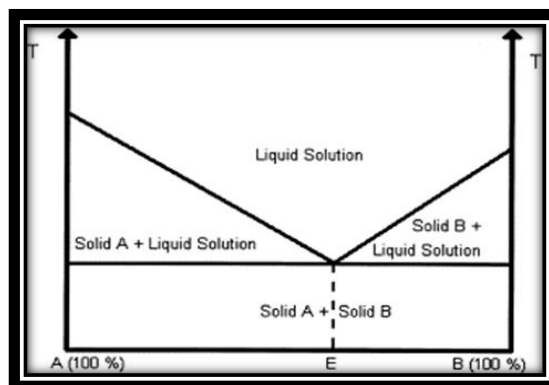 T
T
Liquid Solution
Solid B +
Liquid Solution
Solid A + Liquid Solution
Solid A + Solid B
A (100 %)
E
B (100 %)